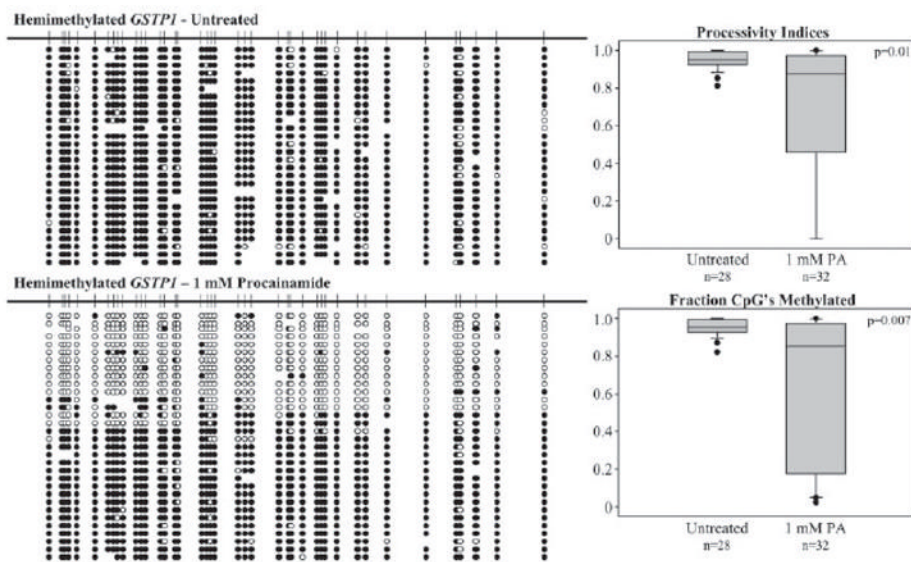 Hemimethylated GSTP1 - Untreated
Hemimethylated GSTP1 – 1 mM Procainamide
Processivity Indices
p=0.01
1.0
0.8
0.6
0.4
0.2
0
Untreated 1 mM PA
n=28 n=32
Fraction CpG's Methylated
p=0.007
1.0
0.8
0.6
0.4
0.2
0
Untreated 1 mM PA
n=28 n=32